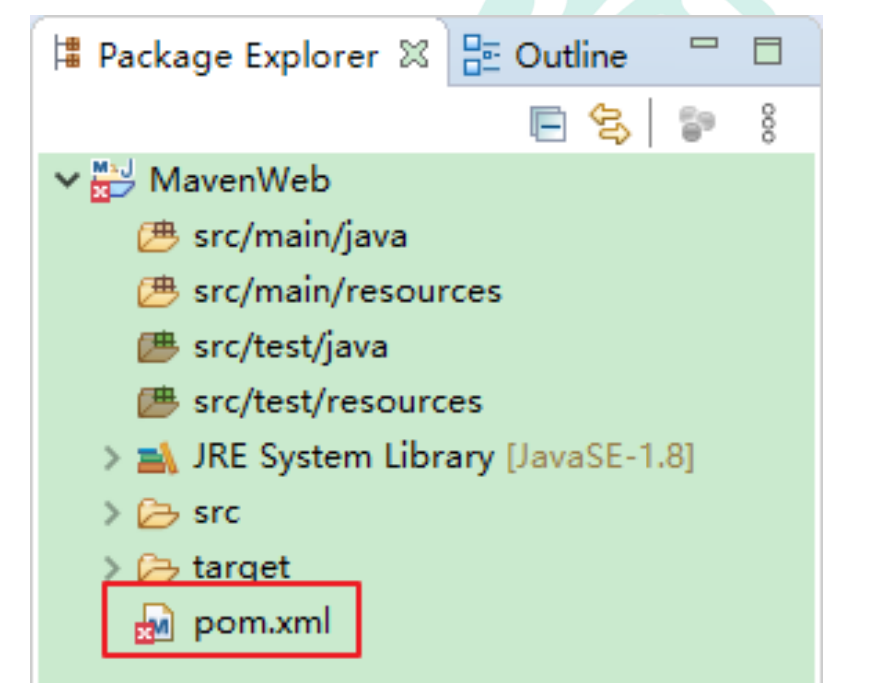 Package Explorer Outline
MavenWeb
src/main/java
src/main/resources
src/test/java
src/test/resources
JRE System Library [JavaSE-1.8]
src
target
pom.xml